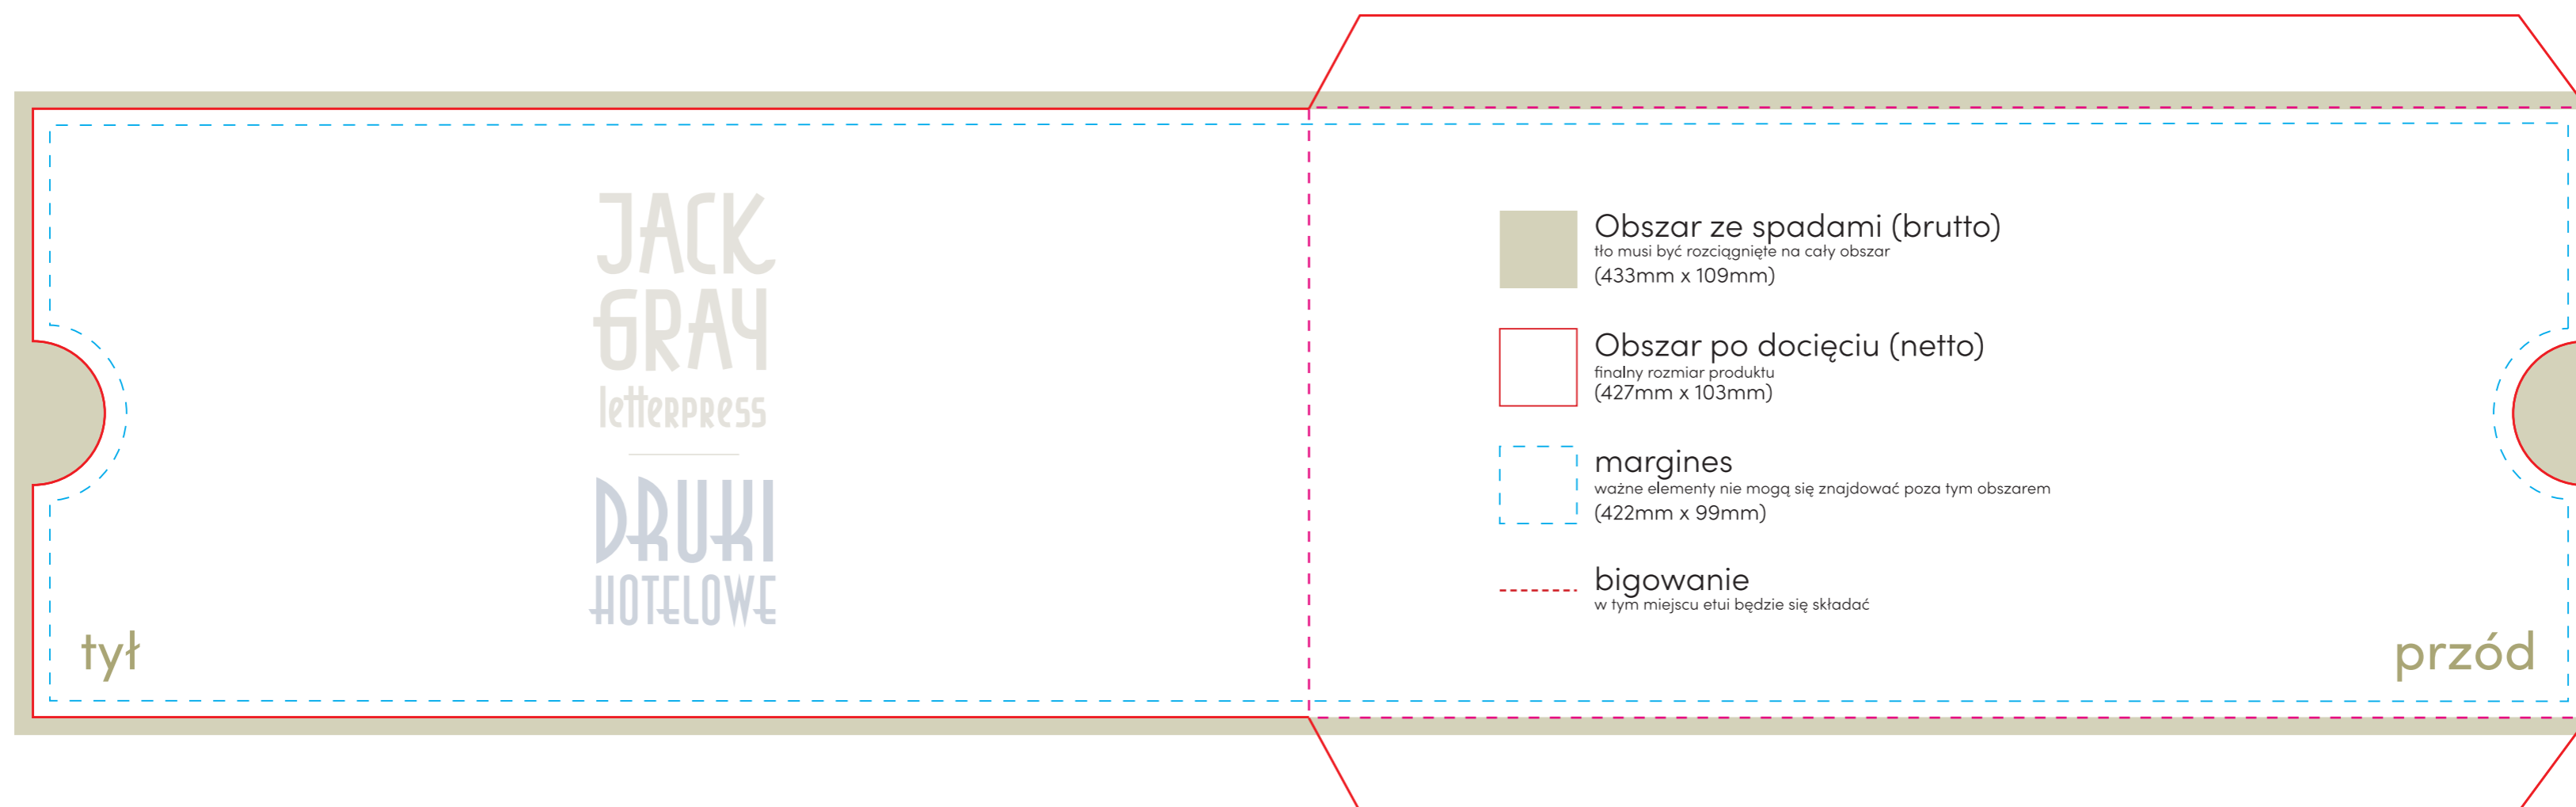 JACK
GRAY
letterpress
DRUKI
HOTELOWE
tył
Obszar ze spadami (brutto)
tło musi być rozciągnięte na cały obszar
(433mm x 109mm)
Obszar po docięciu (netto)
finalny rozmiar produktu
(427mm x 103mm)
margines
ważne elementy nie mogą się znajdować poza tym obszarem
(422mm x 99mm)
bigowanie
w tym miejscu etui będzie się składać
przód